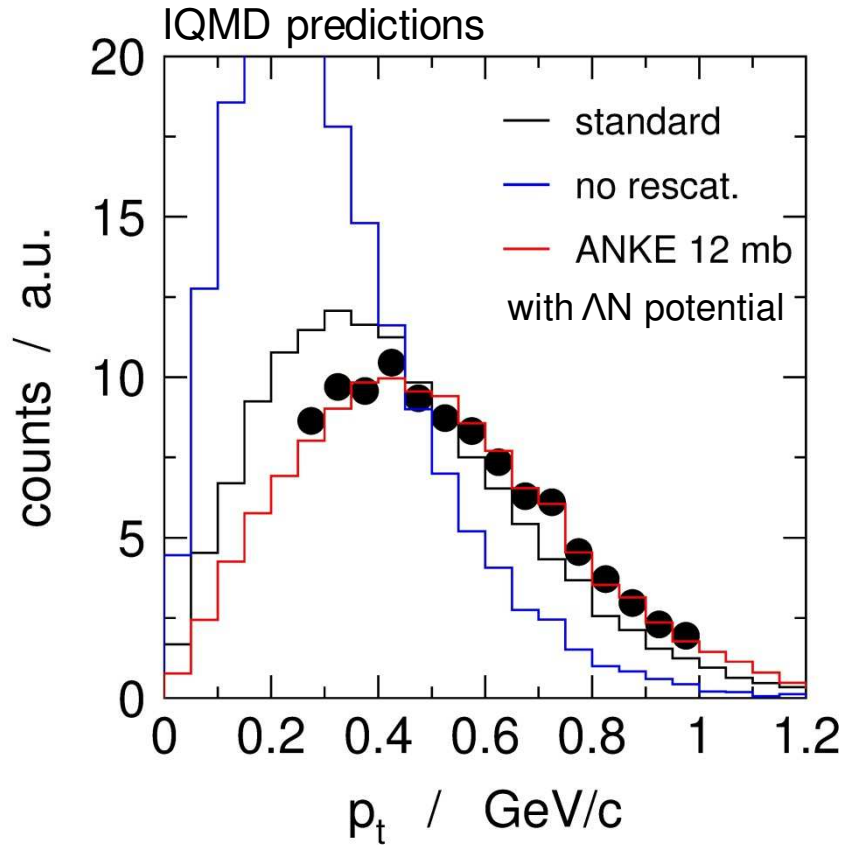 IQMD predictions
20
15
10
5
0
counts / a.u.
standard
no rescat.
ANKE 12 mb
with ΛN potential
0 0.2 0.4 0.6 0.8 1 1.2
pt / GeV/c